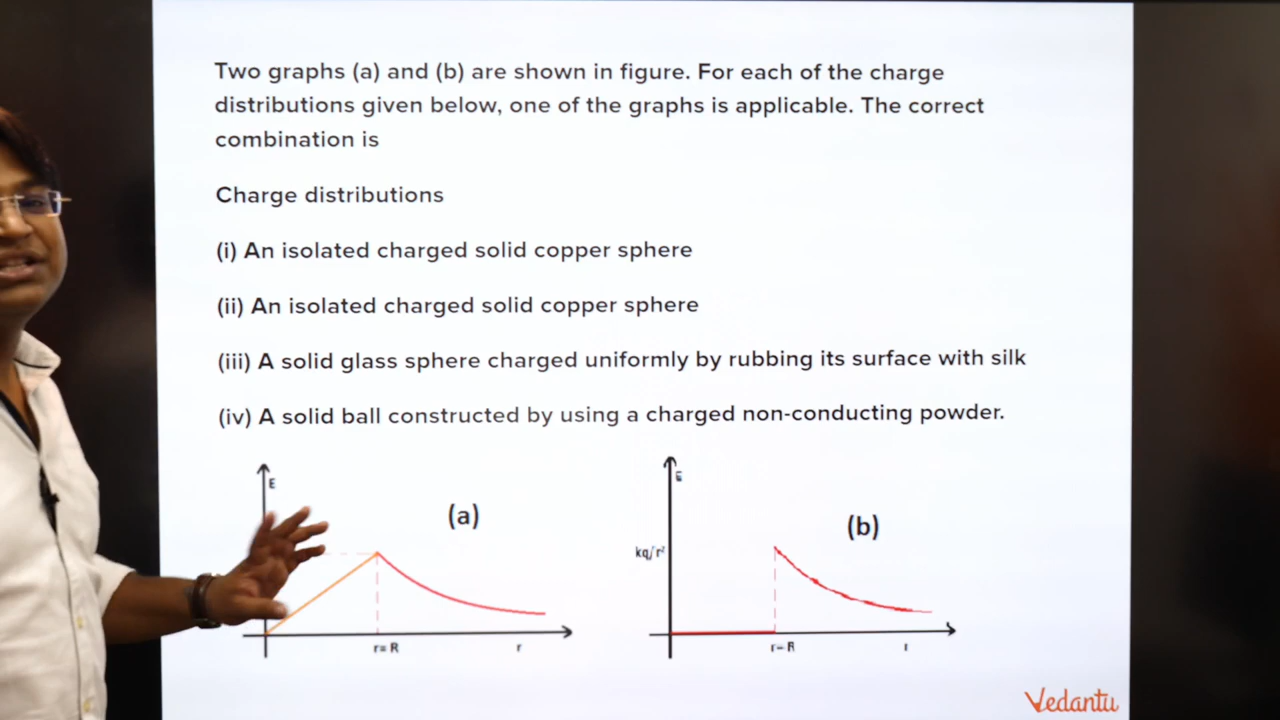 Two graphs (a) and (b) are shown in figure. For each of the charge
distributions given below, one of the graphs is applicable. The correct
combination is
Charge distributions
(i) An isolated charged solid copper sphere
(ii) An isolated charged solid copper sphere
(iii) A solid glass sphere charged uniformly by rubbing its surface with silk
(iv) A solid ball constructed by using a charged non-conducting powder.
E
(a)
r= R
r
E
(b)
kq/r²
r= R
r
Vedantu